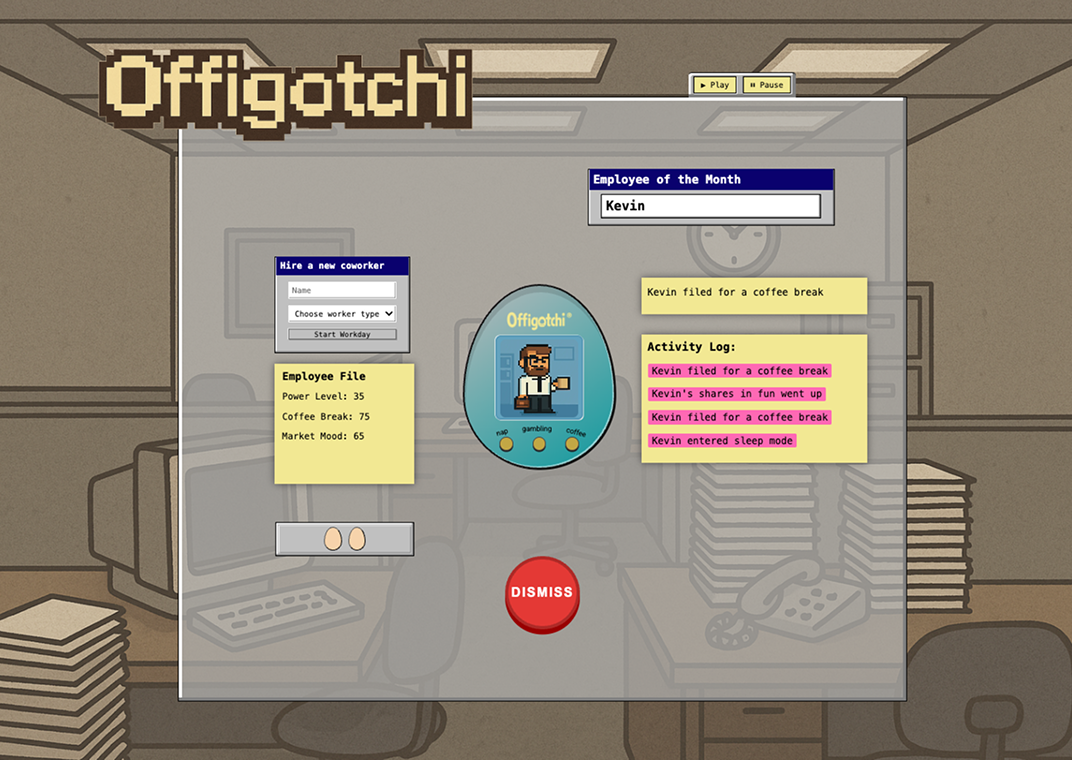 Offigotchi
▶ Play
⏸ Pause
Employee of the Month
Kevin
Hire a new coworker
Name
Choose worker type
Start Workday
Employee File
Power Level: 35
Coffee Break: 75
Market Mood: 65
Offigotchi®
nap
gambling
coffee
DISMISS
Kevin filed for a coffee break
Activity Log:
Kevin filed for a coffee break
Kevin's shares in fun went up
Kevin filed for a coffee break
Kevin entered sleep mode